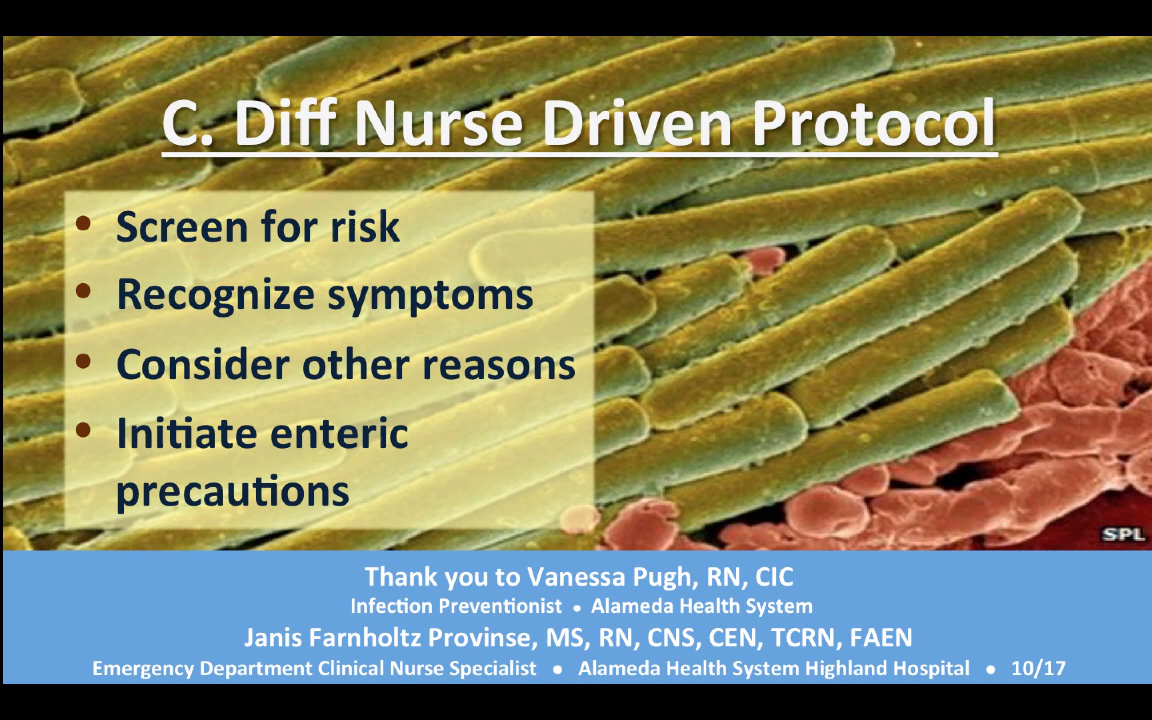 C. Diff Nurse Driven Protocol
• Screen for risk
• Recognize symptoms
• Consider other reasons
• Initiate enteric
precautions
SPL
Thank you to Vanessa Pugh, RN, CIC
Infection Preventionist • Alameda Health System
Janis Farnholtz Provinse, MS, RN, CNS, CEN, TCRN, FAEN
Emergency Department Clinical Nurse Specialist • Alameda Health System Highland Hospital • 10/17